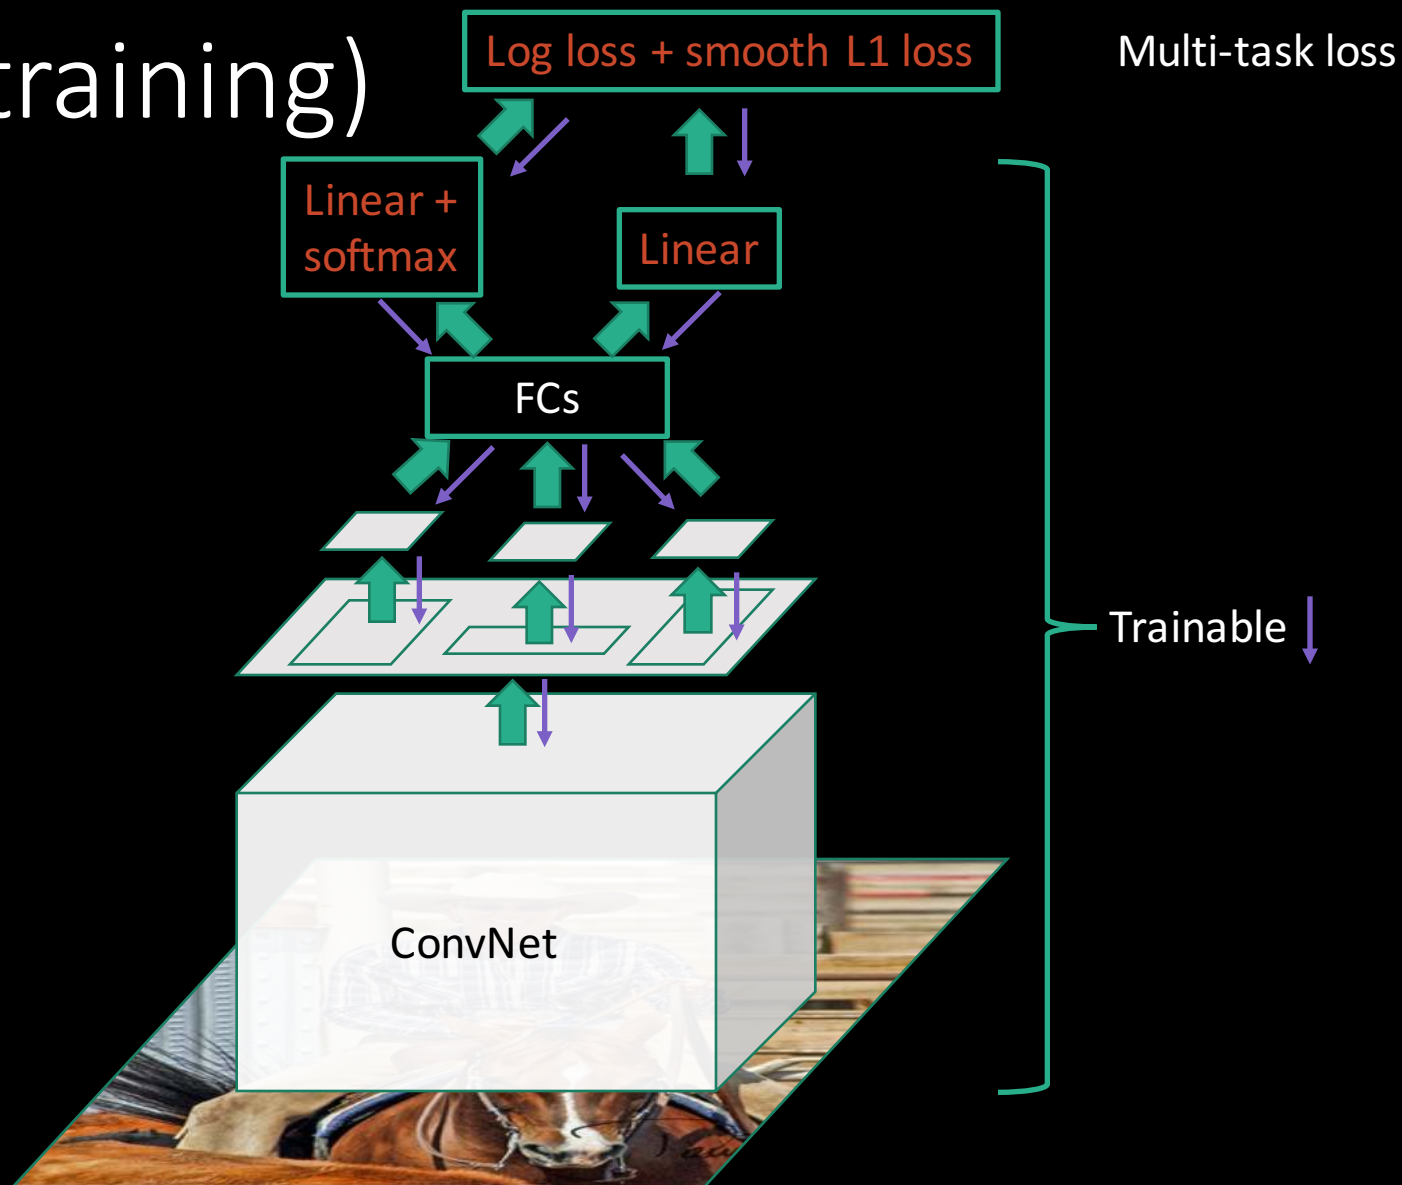 training)
Log loss + smooth L1 loss
Multi-task loss
Linear +
softmax
Linear
FCs
Trainable
ConvNet